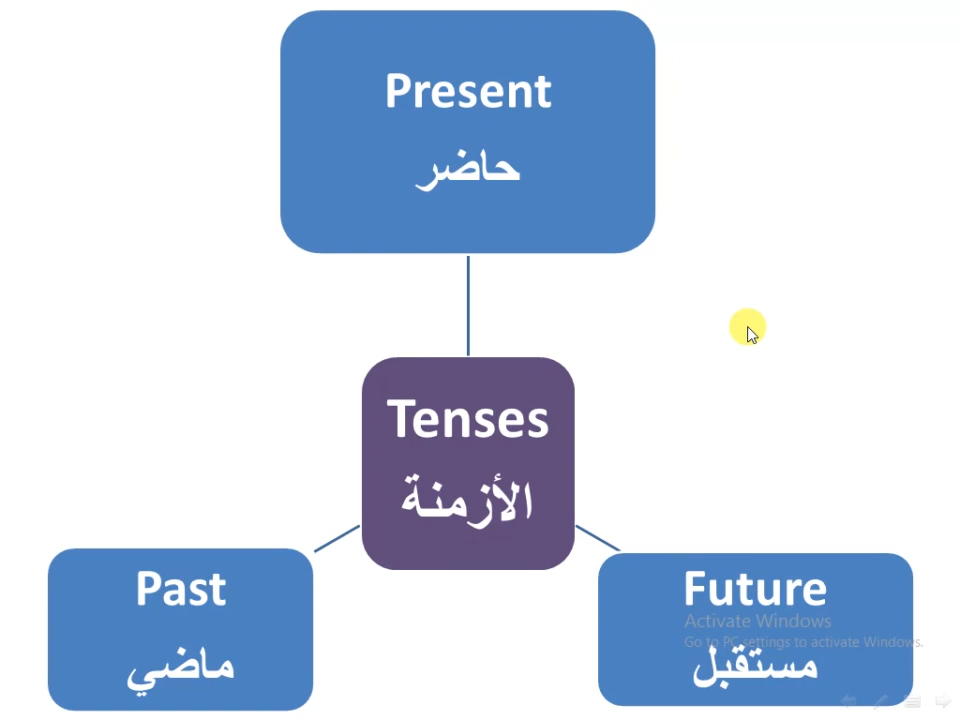 Present
حاضر
Tenses
الأزمنة
Past
ماضي
Future
Activate Windows
Go to PC settings to activate Windows.
مستقبل